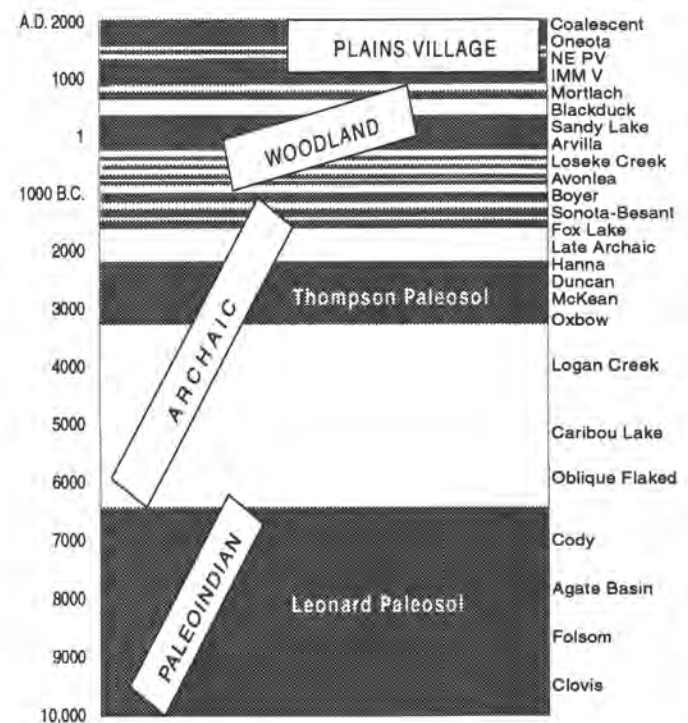 A.D. 2000
1000
1
1000 B.C.
2000
3000
4000
5000
6000
7000
8000
9000
10,000
PLAINS VILLAGE
WOODLAND
ARCHAIC
PALEOINDIAN
Thompson Paleosol
Leonard Paleosol
Coalescent
Oneota
NE PV
IMM V
Mortlach
Blackduck
Sandy Lake
Arvilla
Loseke Creek
Avonlea
Boyer
Sonota-Besant
Fox Lake
Late Archaic
Hanna
Duncan
McKean
Oxbow
Logan Creek
Caribou Lake
Oblique Flaked
Cody
Agate Basin
Folsom
Clovis